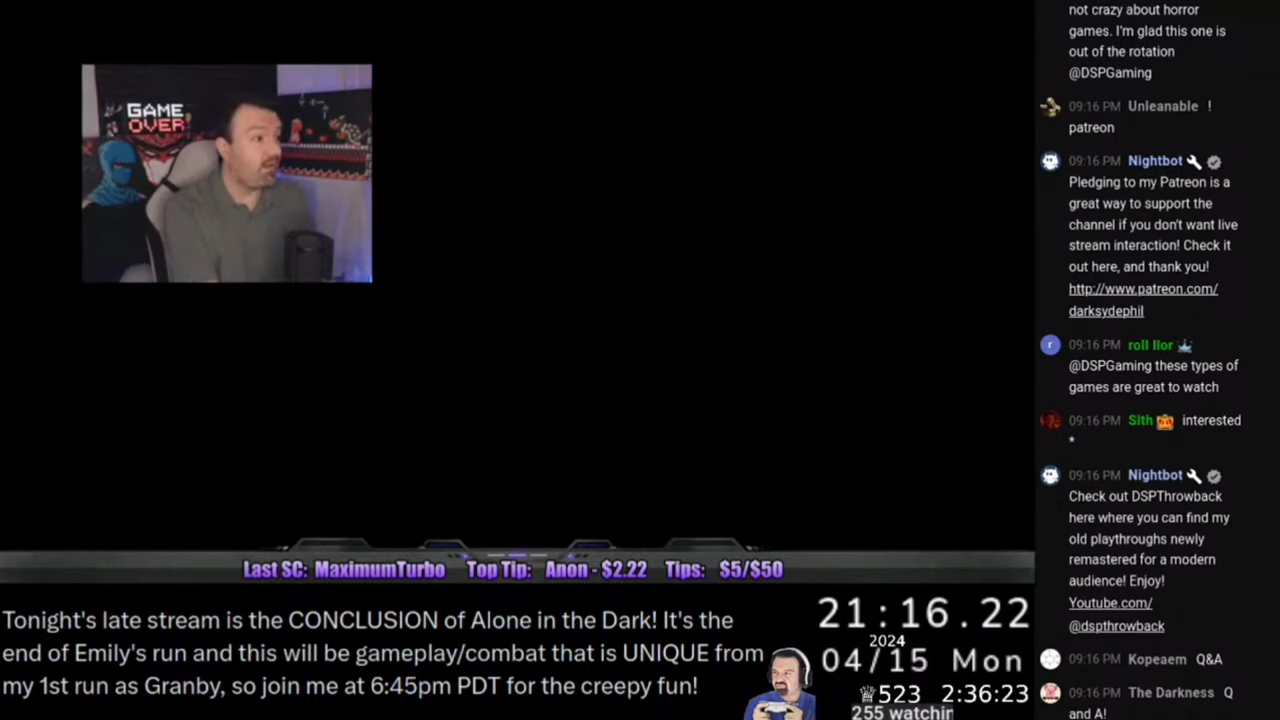 GAME
OVER
Last SC: MaximumTurbo Top Tip: Anon - $2.22 Tips: $5/$50
Tonight's late stream is the CONCLUSION of Alone in the Dark! It's the
end of Emily's run and this will be gameplay/combat that is UNIQUE from
my 1st run as Granby, so join me at 6:45pm PDT for the creepy fun!
21:16.22
2024
04/15 Mon
523 2:36:23
255 watchin
not crazy about horror
games. I'm glad this one is
out of the rotation
@DSPGaming
09:16 PM Unleanable !
patreon
09:16 PM Nightbot
Pledging to my Patreon is a
great way to support the
channel if you don't want live
stream interaction! Check it
out here, and thank you!
http://www.patreon.com/
darksydephil
r 09:16 PM roll llor
@DSPGaming these types of
games are great to watch
09:16 PM Slth interested
*
09:16 PM Nightbot
Check out DSPThrowback
here where you can find my
old playthroughs newly
remastered for a modern
audience! Enjoy!
Youtube.com/
@dspthrowback
09:16 PM Kopeaem Q&A
09:16 PM The Darkness Q
and A!